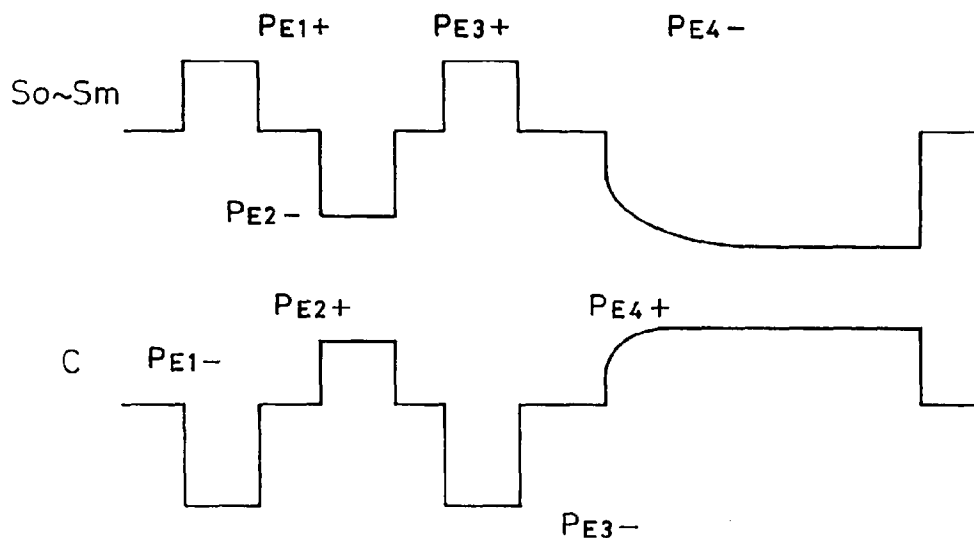 PE1+ PE3+ PE4-
So~Sm
PE2-
PE2+ PE4+
C PE1-
PE3-